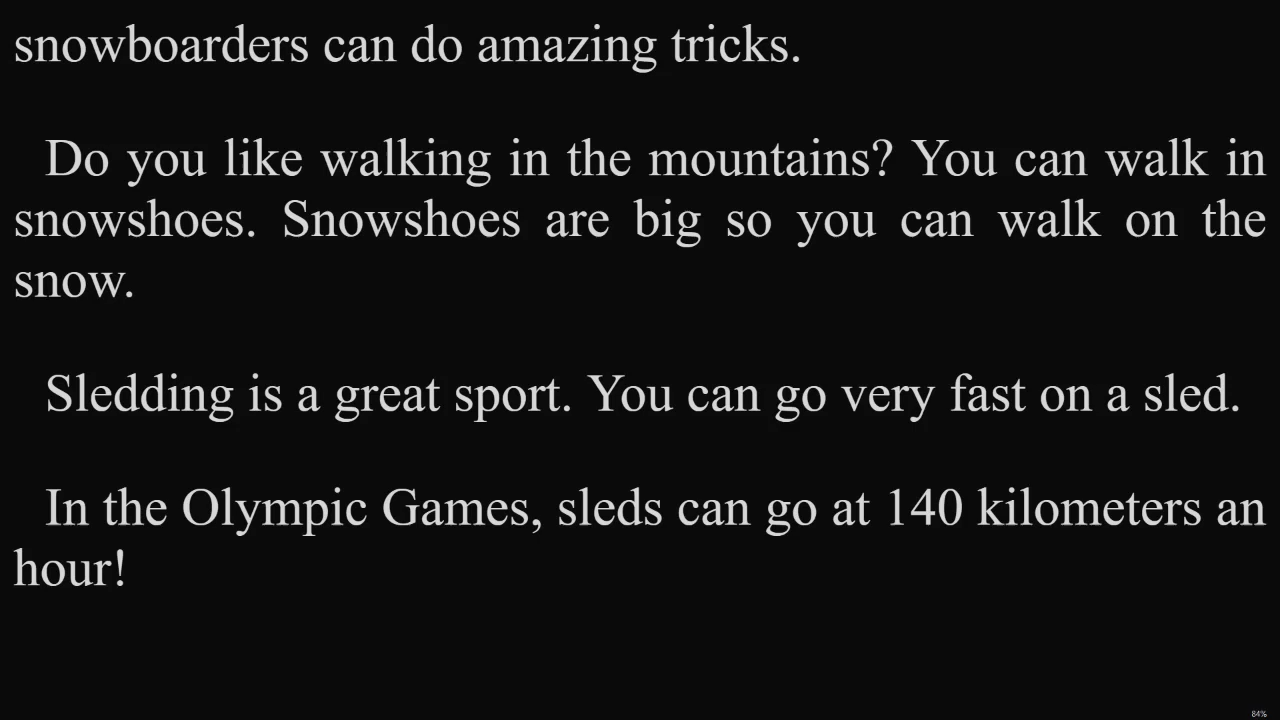 snowboarders can do amazing tricks.
Do you like walking in the mountains? You can walk in
snowshoes. Snowshoes are big so you can walk on the
snow.
Sledding is a great sport. You can go very fast on a sled.
In the Olympic Games, sleds can go at 140 kilometers an
hour!
84%